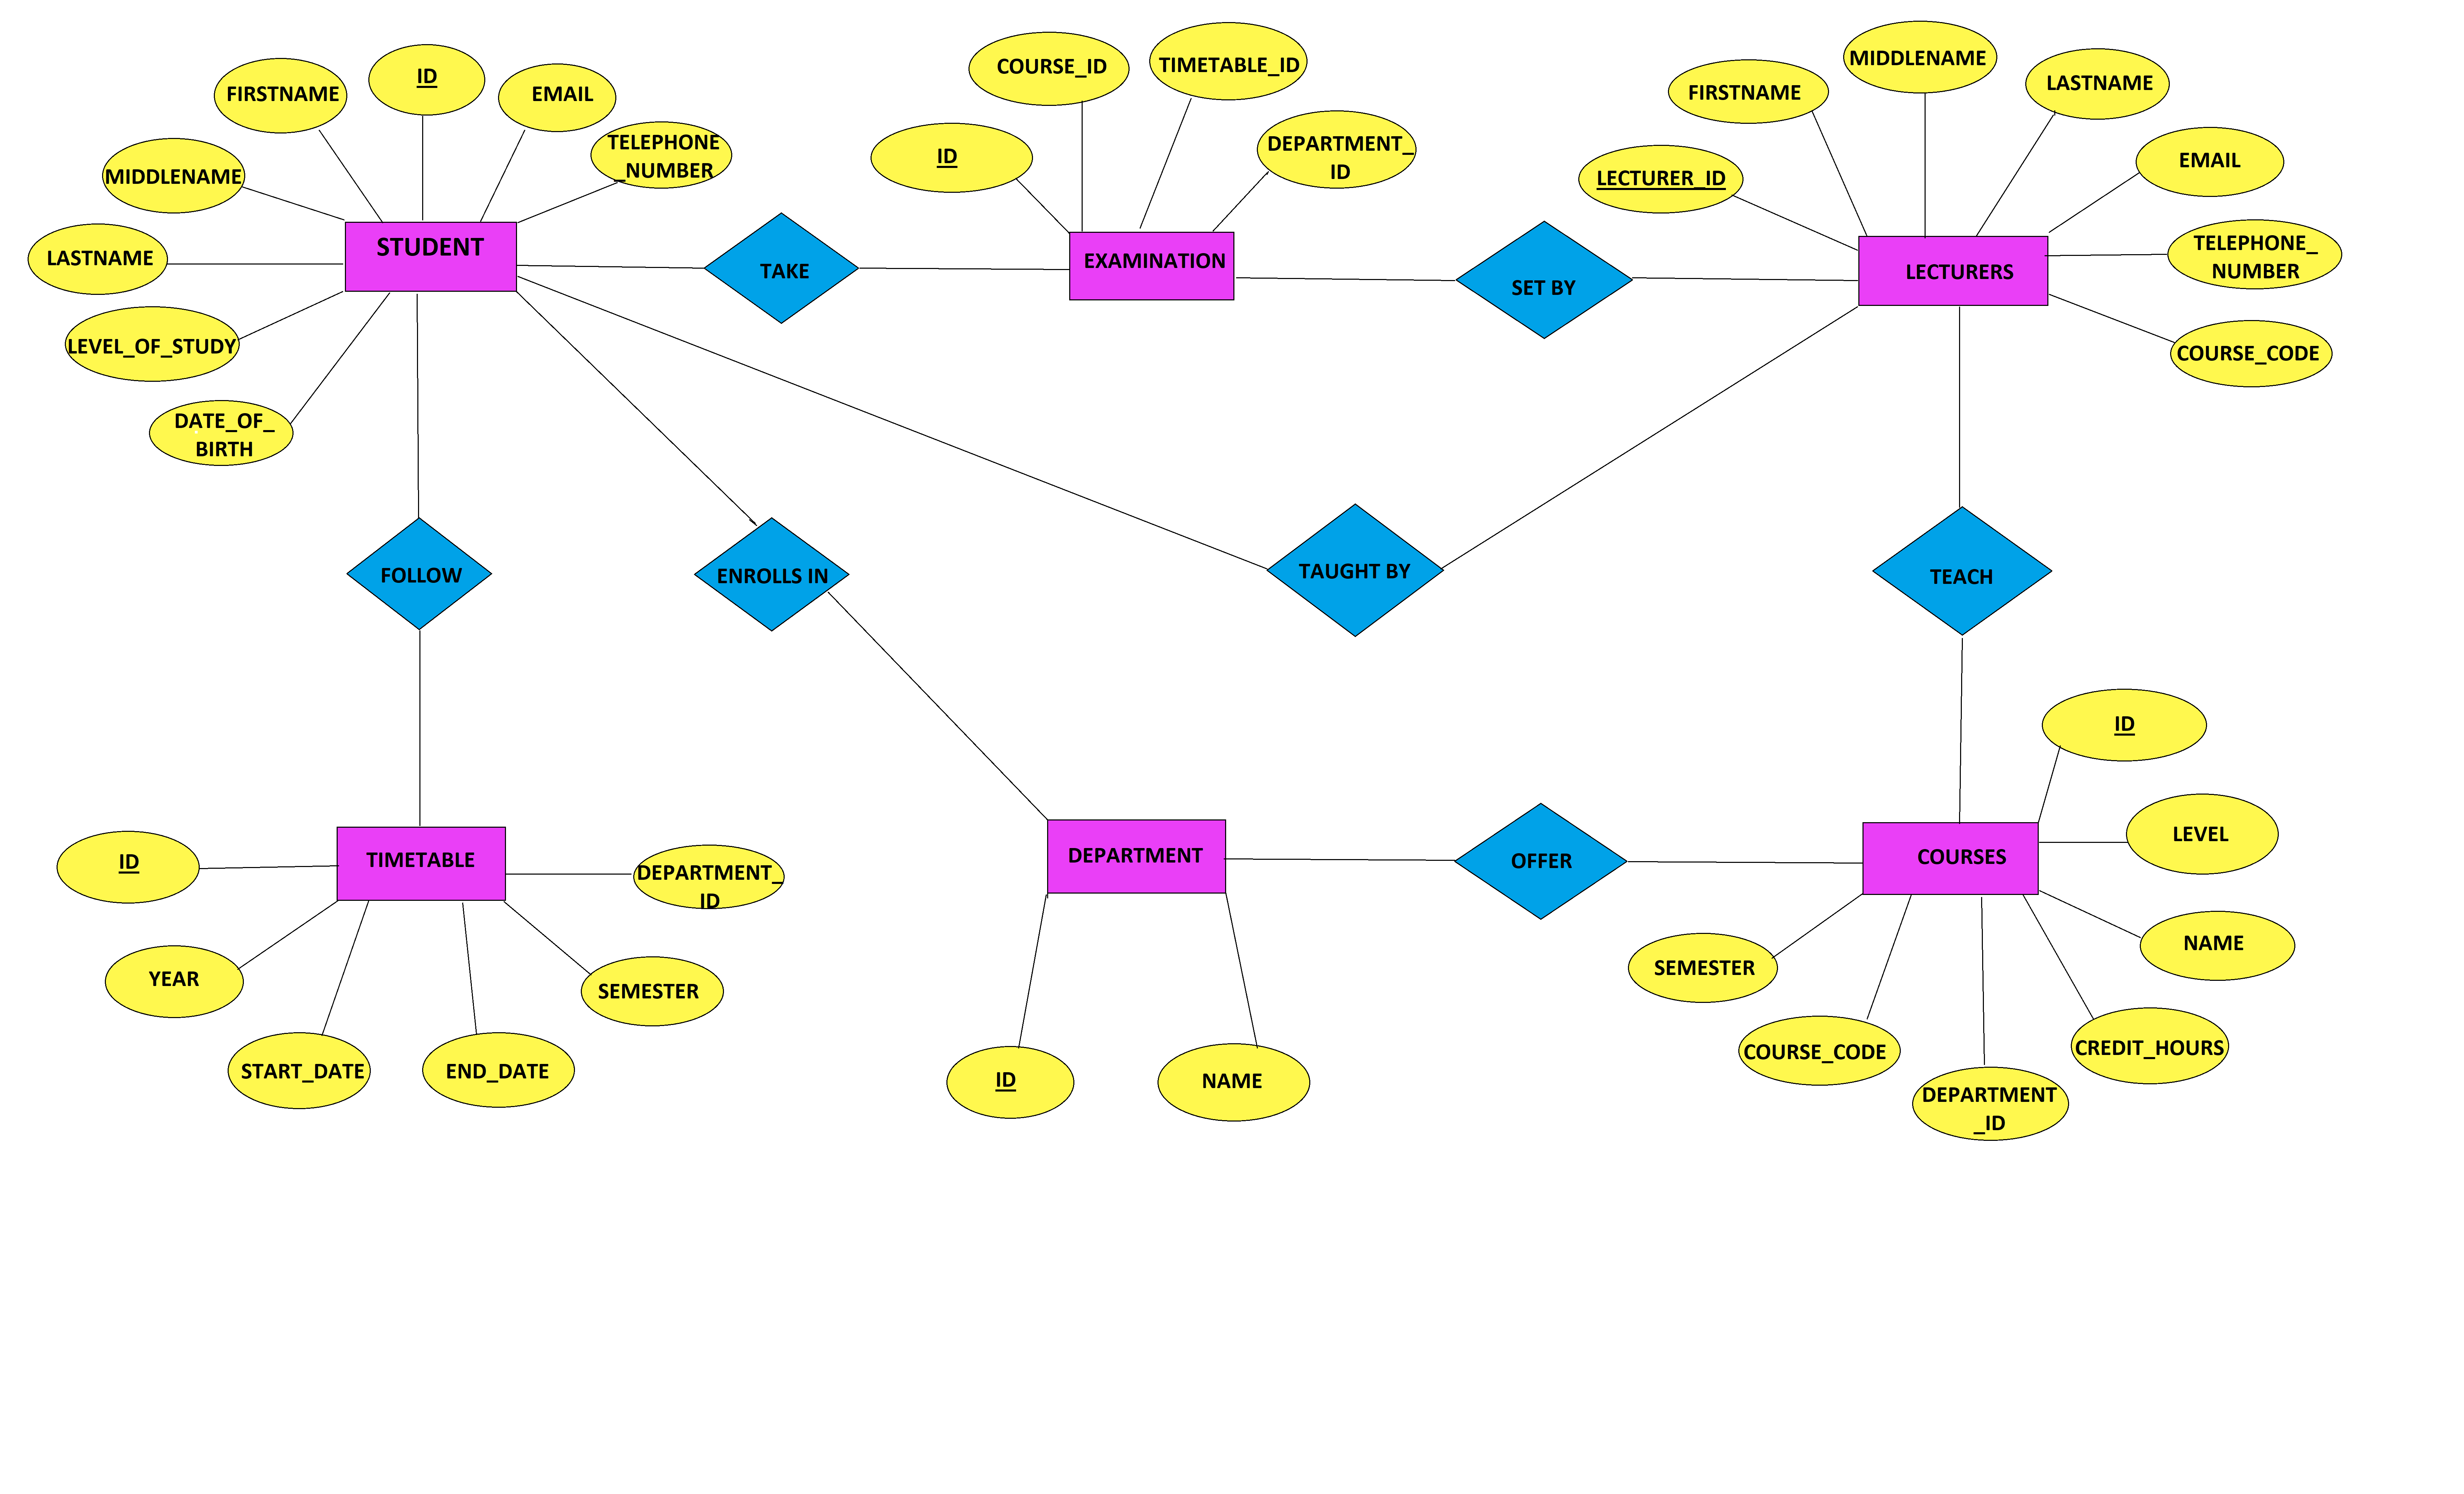 ID
FIRSTNAME
EMAIL
TELEPHONE
_NUMBER
MIDDLENAME
LASTNAME
STUDENT
LEVEL_OF_STUDY
DATE_OF_
BIRTH
TAKE
COURSE_ID
TIMETABLE_ID
ID
DEPARTMENT_
ID
EXAMINATION
SET BY
MIDDLENAME
FIRSTNAME
LASTNAME
LECTURER_ID
EMAIL
TELEPHONE_
NUMBER
LECTURERS
COURSE_CODE
FOLLOW
ENROLLS IN
TAUGHT BY
TEACH
ID
TIMETABLE
DEPARTMENT_
ID
YEAR
SEMESTER
START_DATE
END_DATE
DEPARTMENT
ID
NAME
OFFER
ID
LEVEL
COURSES
NAME
SEMESTER
COURSE_CODE
CREDIT_HOURS
DEPARTMENT
_ID